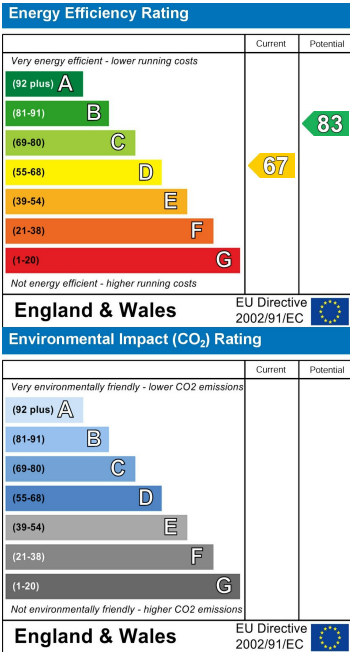 Energy Efficiency Rating
Current Potential
Very energy efficient - lower running costs
(92 plus) A
(81-91) B
(69-80) C
(55-68) D
(39-54) E
(21-38) F
(1-20) G
83
67
Not energy efficient - higher running costs
England & Wales
EU Directive
2002/91/EC
Environmental Impact (CO₂) Rating
Current Potential
Very environmentally friendly - lower CO2 emissions
(92 plus) A
(81-91) B
(69-80) C
(55-68) D
(39-54) E
(21-38) F
(1-20) G
Not environmentally friendly - higher CO2 emissions
England & Wales
EU Directive
2002/91/EC